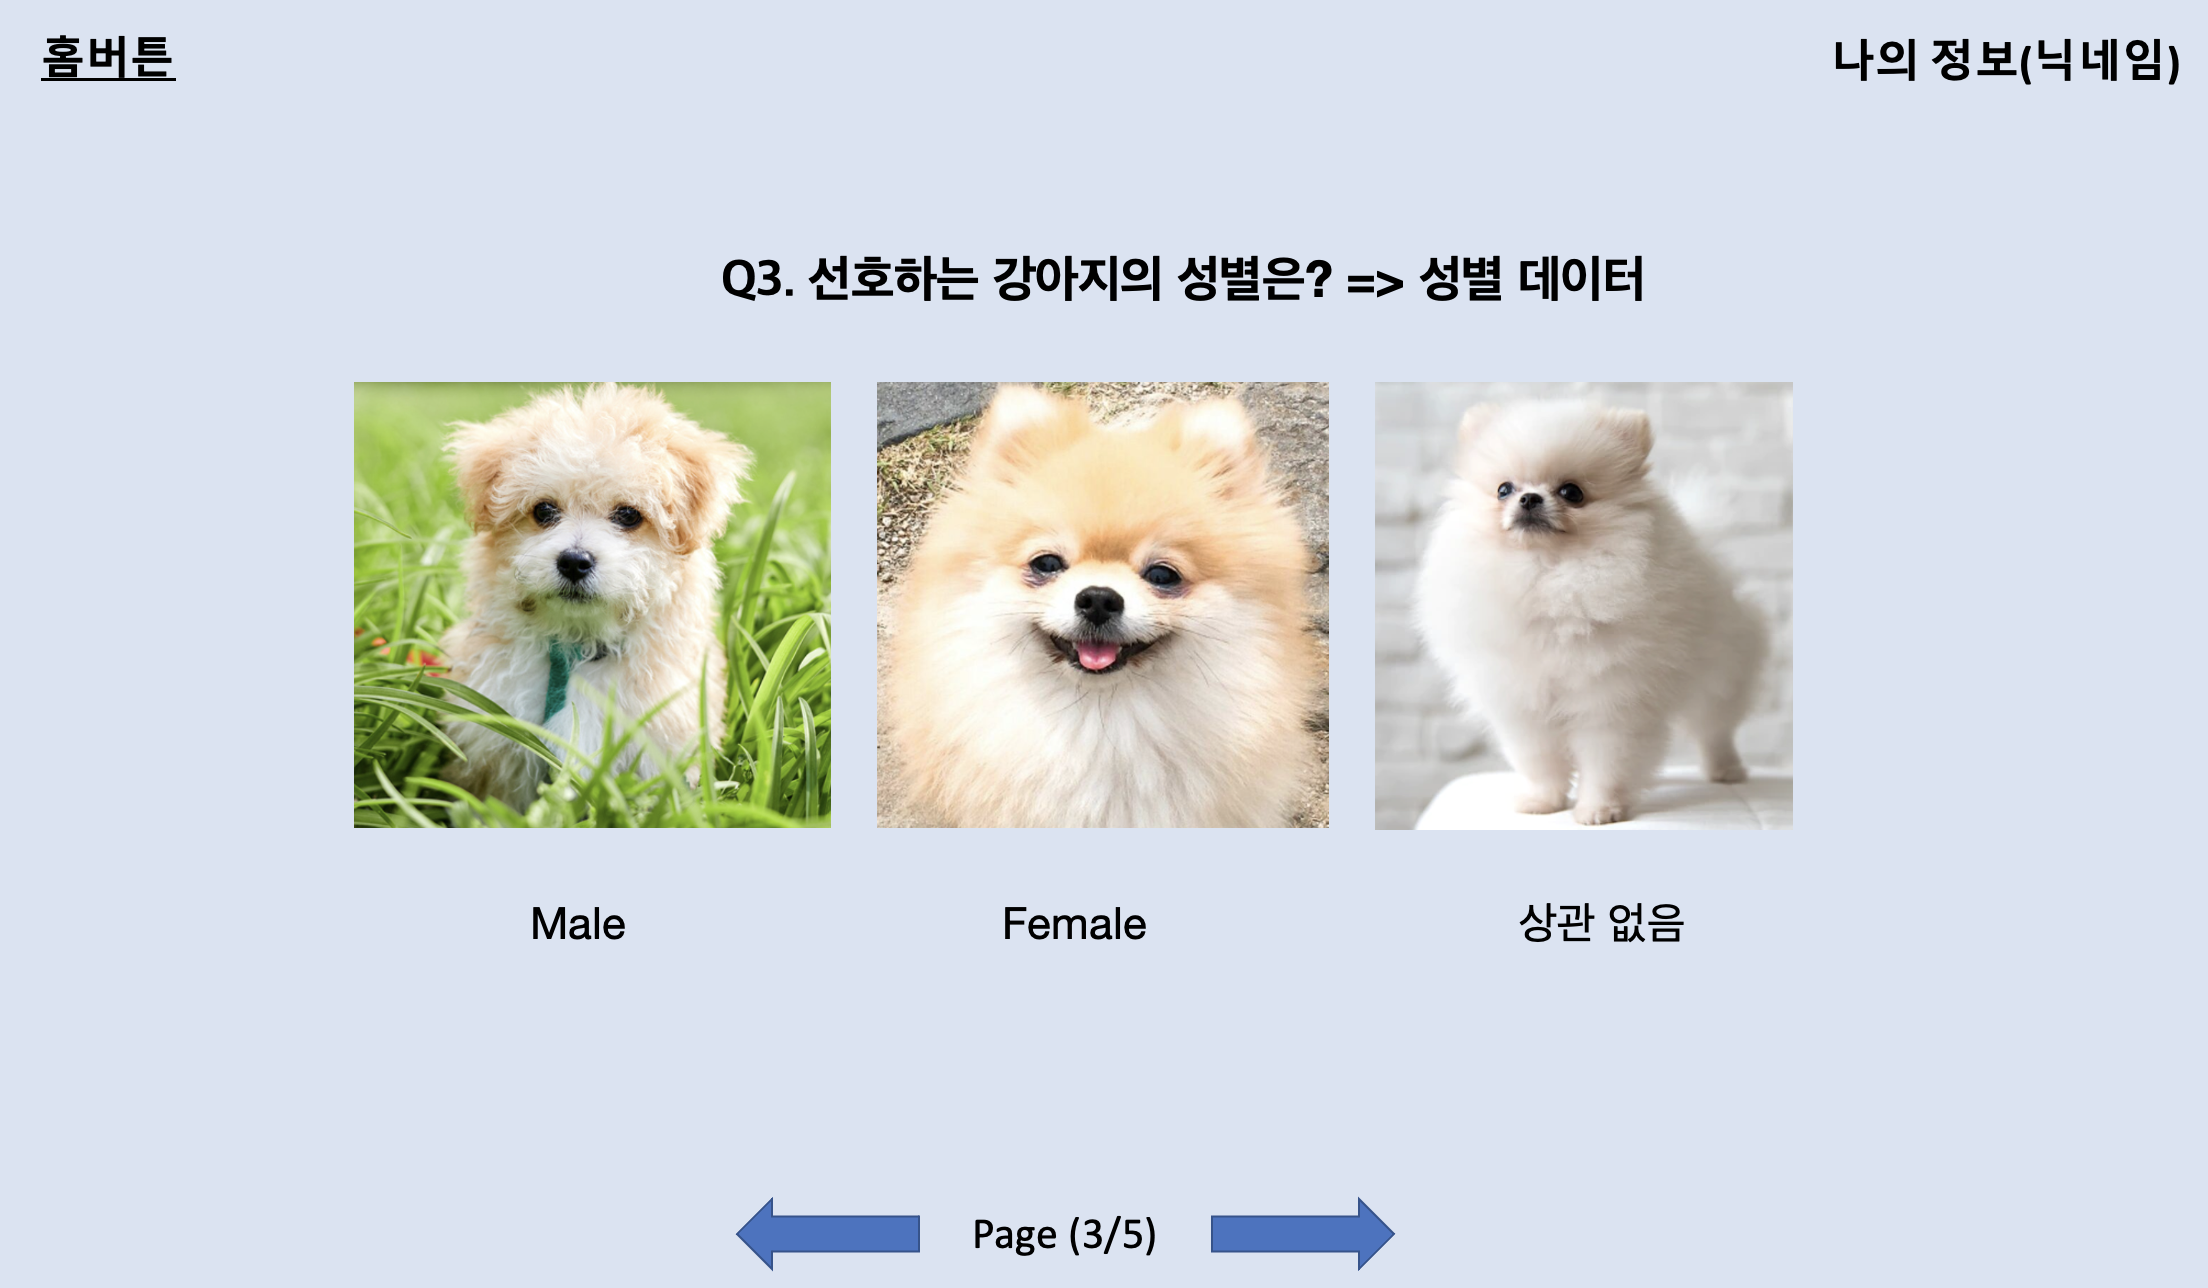 홈버튼
나의 정보(닉네임)
Q3. 선호하는 강아지의 성별은? => 성별 데이터
Male
Female
상관 없음
Page (3/5)